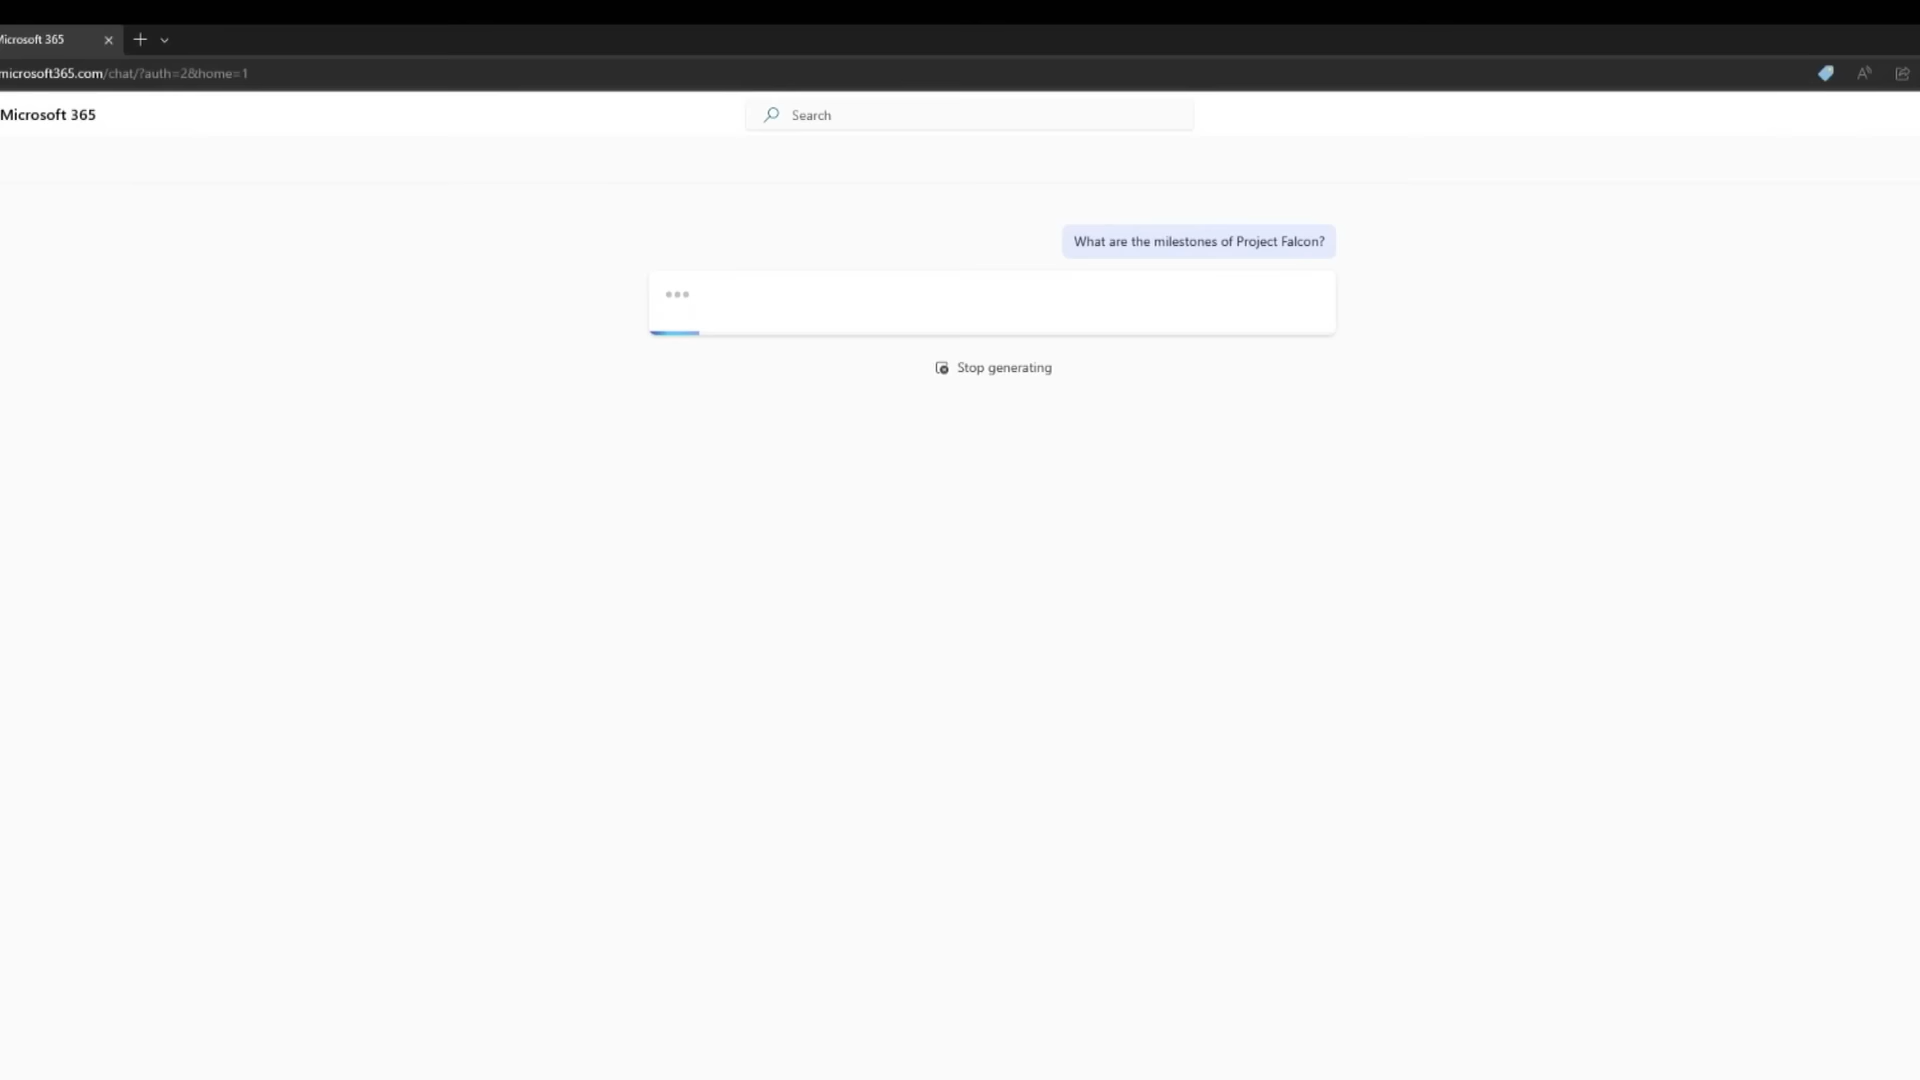 Microsoft 365
microsoft365.com/chat/?auth=2&home=1
Microsoft 365
Search
What are the milestones of Project Falcon?
Stop generating